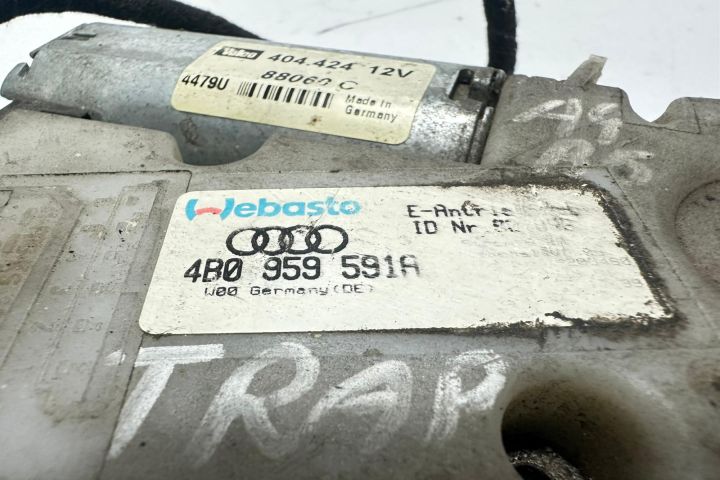 Valeo 404.424 12V
88060 C
4479U
Made in
Germany
A4
Webasto
E-Antrieb
4B0 959 591A
ID Nr
W00 Germany(DE)
TRAP